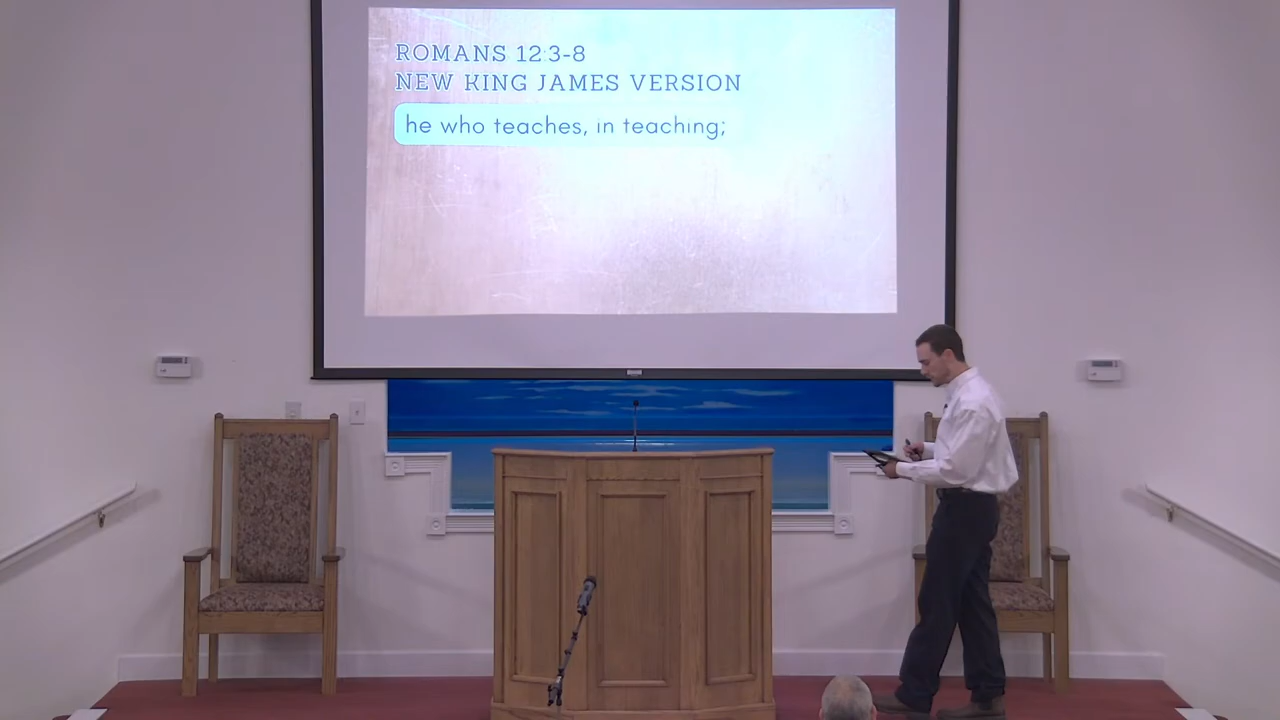 ROMANS 12:3-8
NEW KING JAMES VERSION
he who teaches, in teaching;